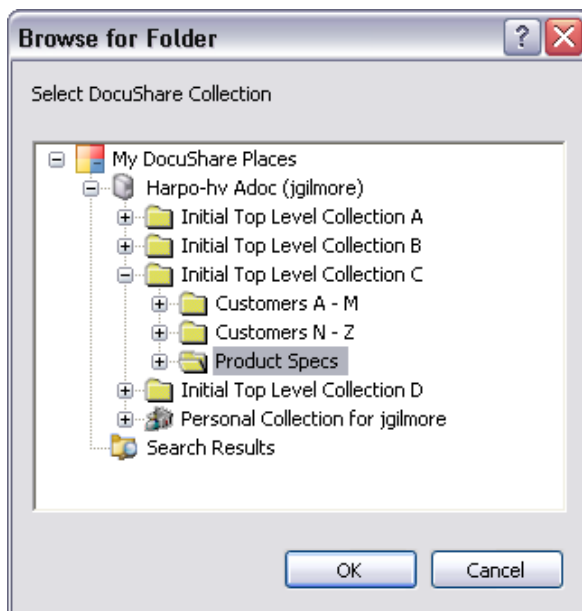 Browse for Folder
Select DocuShare Collection
My DocuShare Places
Harpo-hv Adoc (jgilmore)
Initial Top Level Collection A
Initial Top Level Collection B
Initial Top Level Collection C
Customers A - M
Customers N - Z
Product Specs
Initial Top Level Collection D
Personal Collection for jgilmore
Search Results
OK Cancel